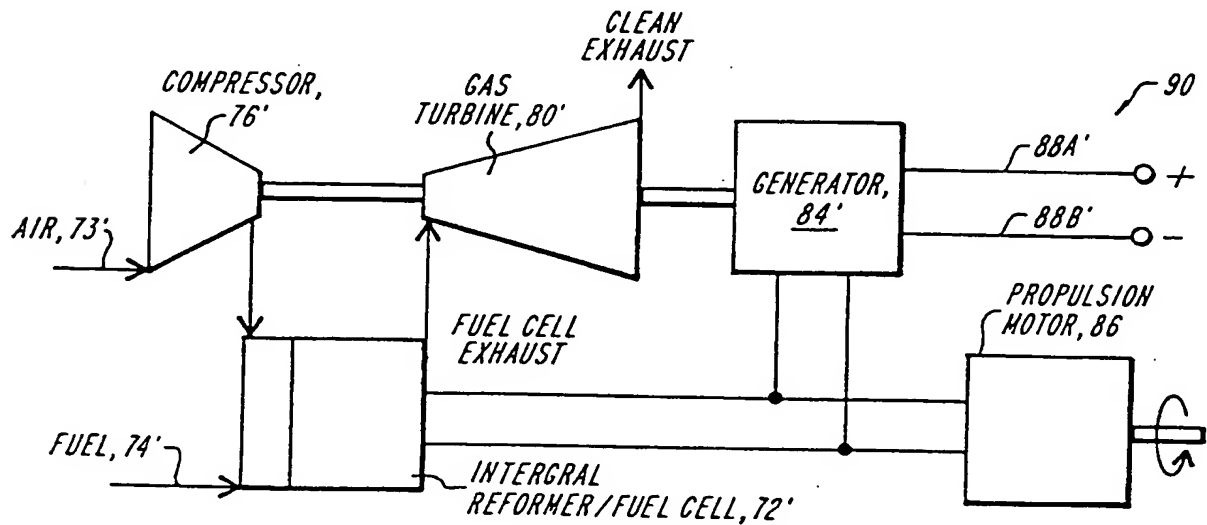 CLEAN
EXHAUST
COMPRESSOR,
76'
GAS
TURBINE, 80'
90
88A'
+
GENERATOR,
84'
88B'
-
AIR, 73'
PROPULSION
MOTOR, 86
FUEL CELL
EXHAUST
FUEL, 74'
INTERGRAL
REFORMER/FUEL CELL, 72'